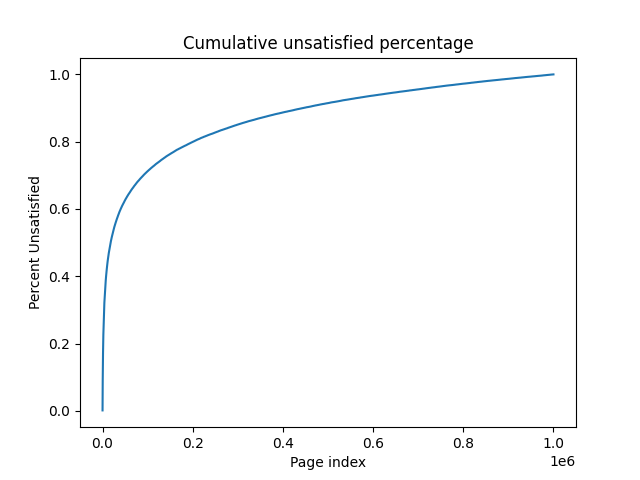 Cumulative unsatisfied percentage
1.0
0.8
0.6
0.4
0.2
0.0
Percent Unsatisfied
0.0 0.2 0.4 0.6 0.8 1.0
1e6
Page index